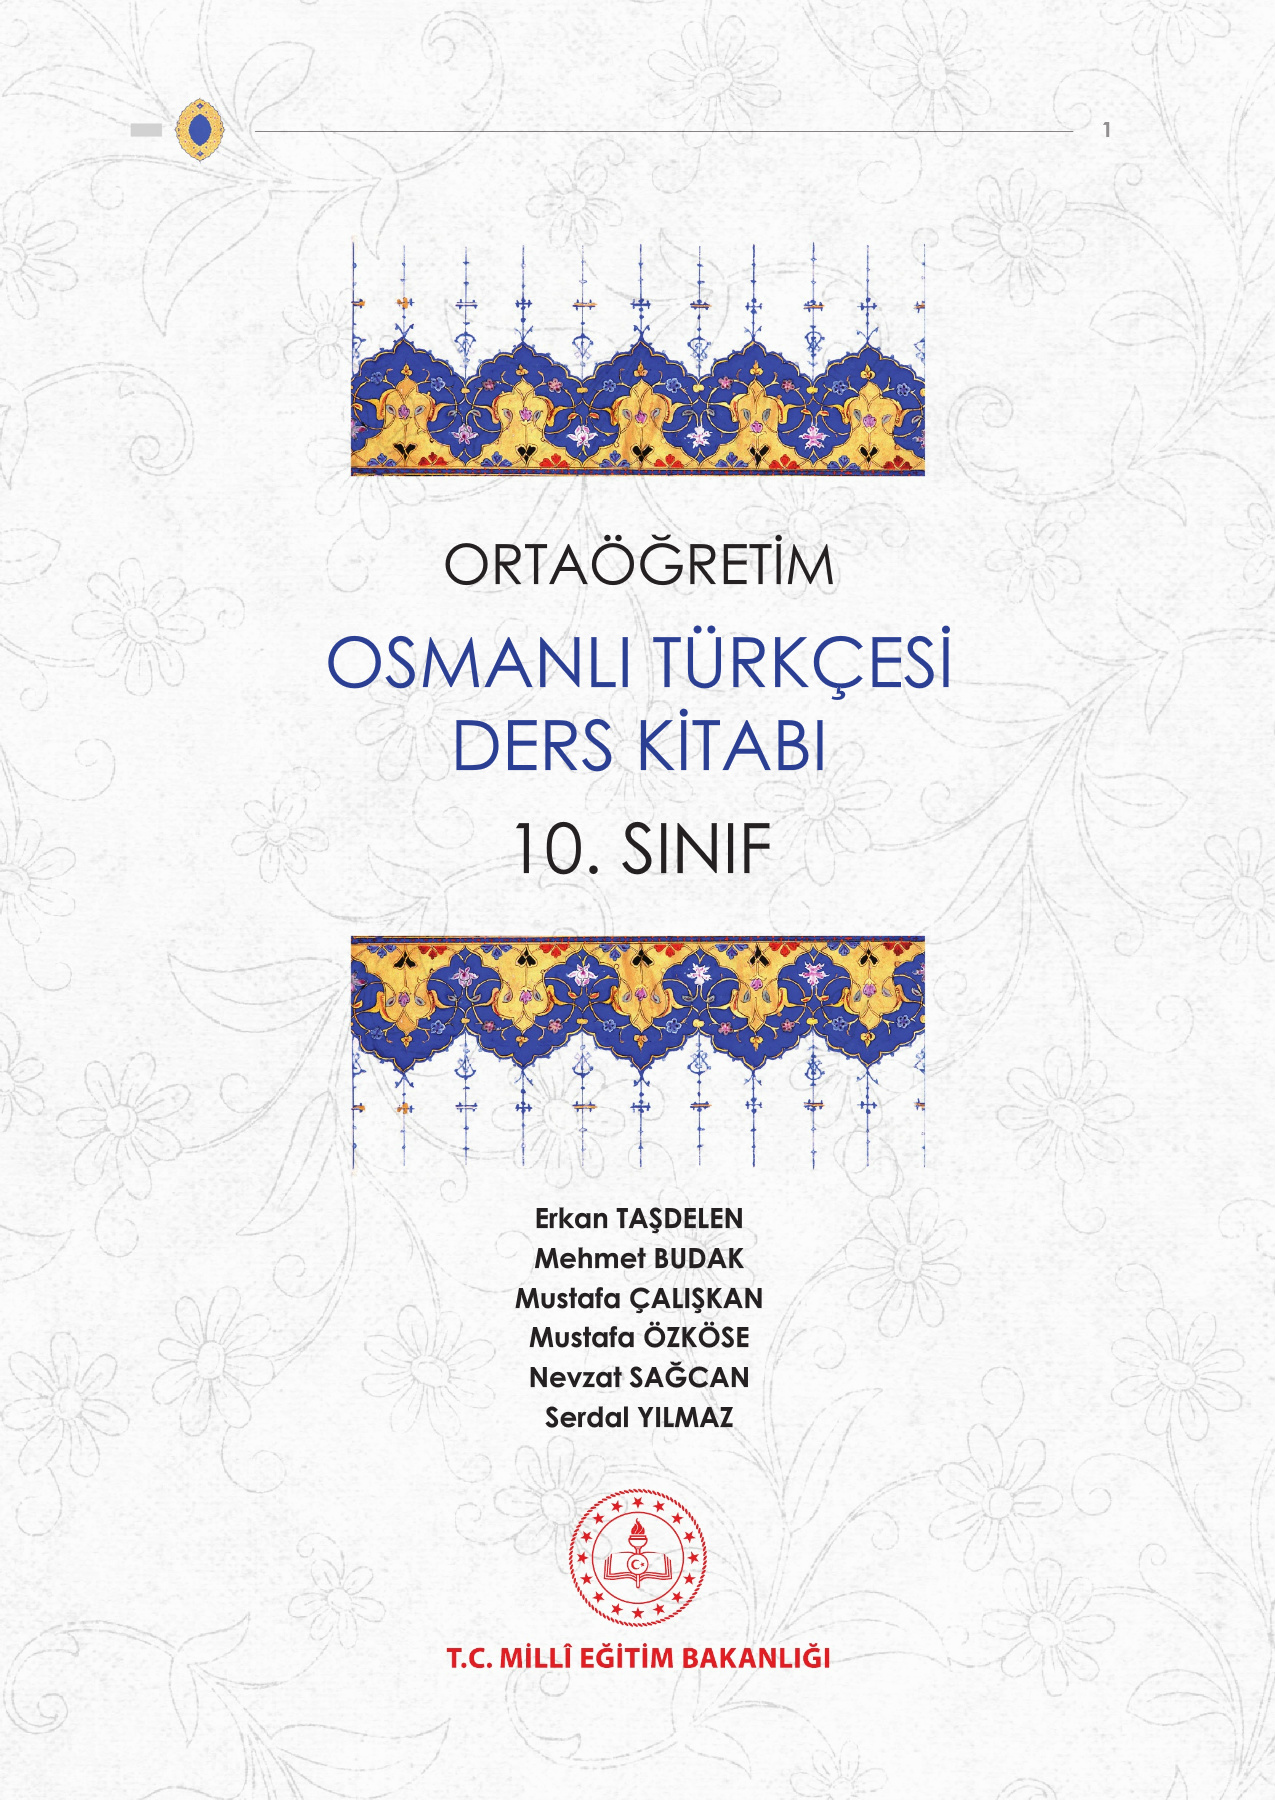 1
ORTAÖĞRETİM
OSMANLI TÜRKÇESİ
DERS KİTABI
10. SINIF
Erkan TAŞDELEN
Mehmet BUDAK
Mustafa ÇALIŞKAN
Mustafa ÖZKÖSE
Nevzat SAĞCAN
Serdal YILMAZ
T.C. MİLLÎ EĞİTİM BAKANLIĞI